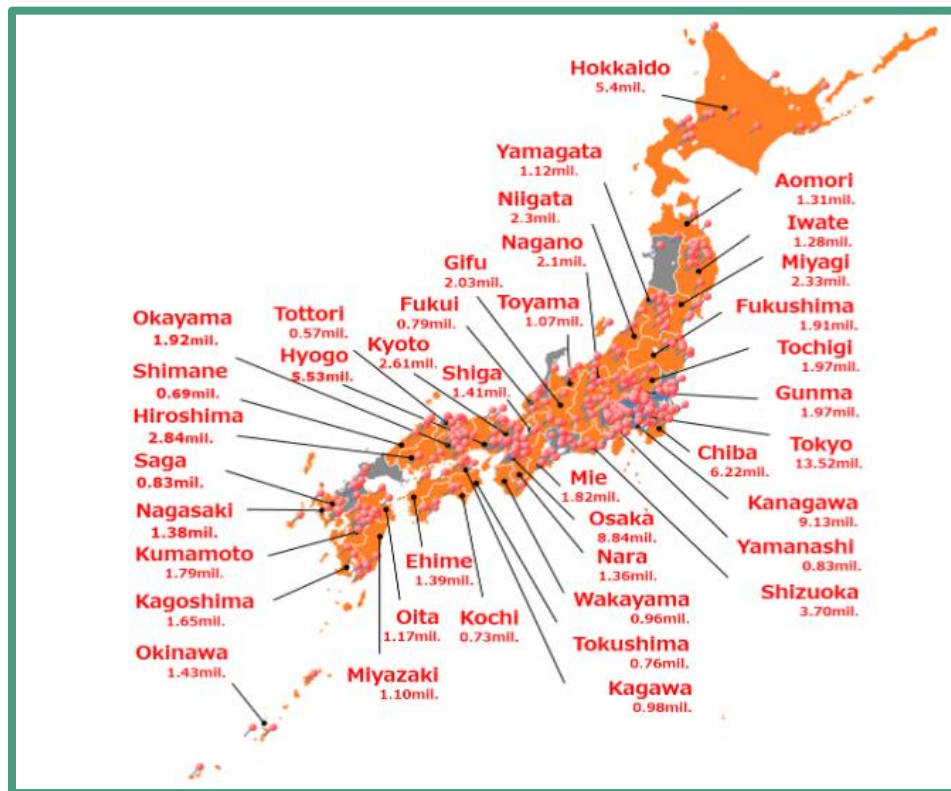 Hokkaido
5.4mil.
Yamagata
1.12mil.
Niigata
2.3mil.
Nagano
2.1mil.
Gifu
2.03mil.
Toyama
1.07mil.
Fukui
0.79mil.
Tottori
0.57mil.
Kyoto
2.61mil.
Hyogo
5.53mil.
Shiga
1.41mil.
Okayama
1.92mil.
Shimane
0.69mil.
Hiroshima
2.84mil.
Saga
0.83mil.
Nagasaki
1.38mil.
Kumamoto
1.79mil.
Kagoshima
1.65mil.
Okinawa
1.43mil.
Aomori
1.31mil.
Iwate
1.28mil.
Miyagi
2.33mil.
Fukushima
1.91mil.
Tochigi
1.97mil.
Gunma
1.97mil.
Tokyo
13.52mil.
Chiba
6.22mil.
Kanagawa
9.13mil.
Yamanashi
0.83mil.
Shizuoka
3.70mil.
Mie
1.82mil.
Osaka
8.84mil.
Nara
1.36mil.
Wakayama
0.96mil.
Tokushima
0.76mil.
Kagawa
0.98mil.
Ehime
1.39mil.
Oita
1.17mil.
Kochi
0.73mil.
Miyazaki
1.10mil.